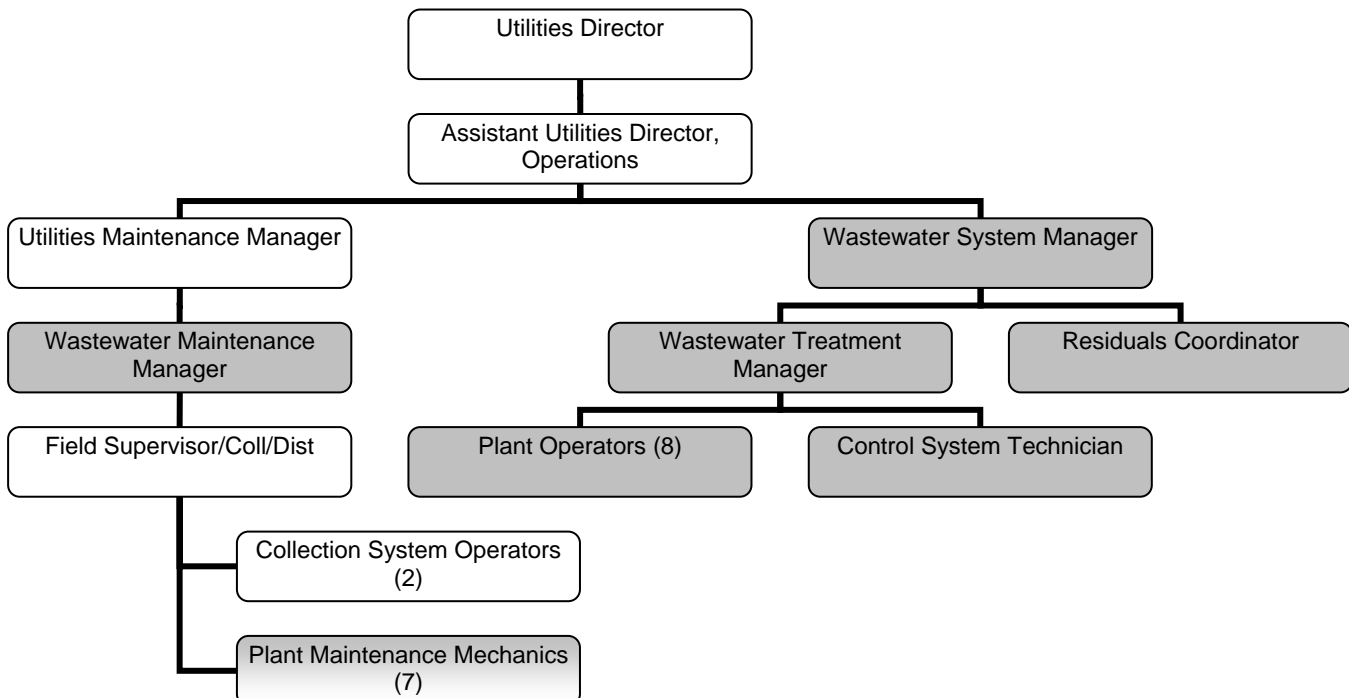 Utilities Director
Assistant Utilities Director,
Operations
Utilities Maintenance Manager
Wastewater System Manager
Wastewater Maintenance
Manager
Wastewater Treatment
Manager
Residuals Coordinator
Field Supervisor/Coll/Dist
Plant Operators (8)
Control System Technician
Collection System Operators
(2)
Plant Maintenance Mechanics
(7)